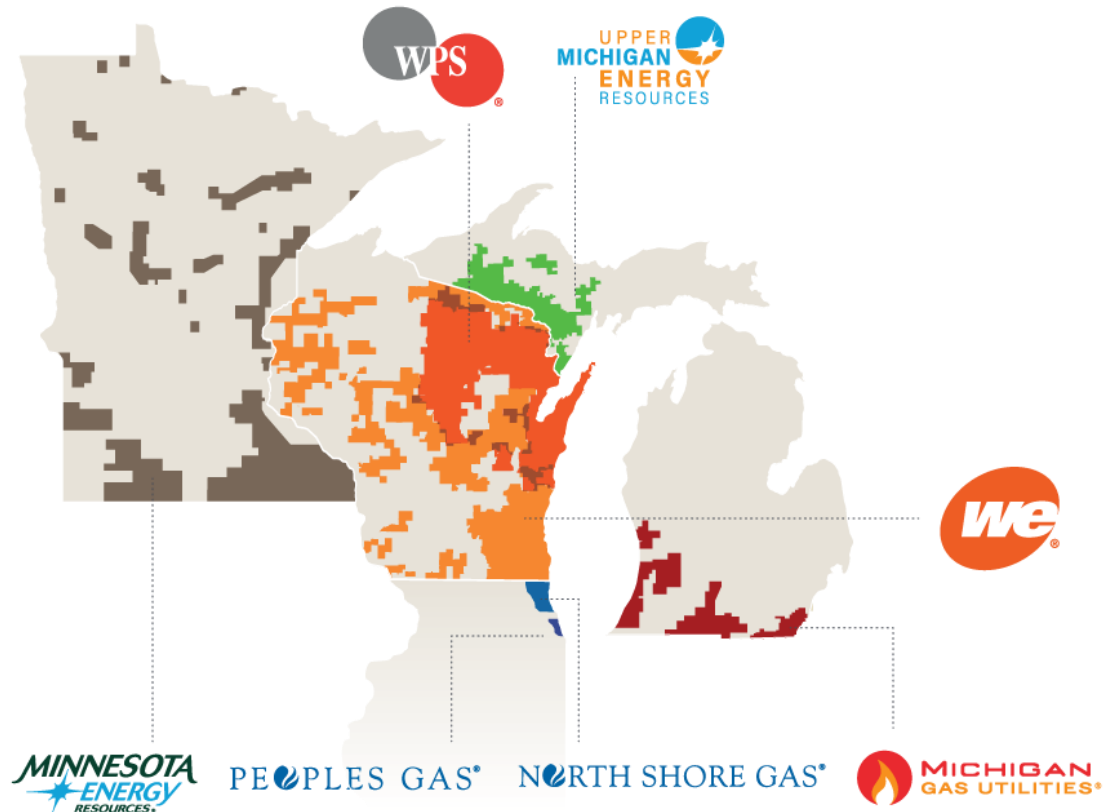 WPS®
UPPER
MICHIGAN
ENERGY
RESOURCES
we®
MINNESOTA
ENERGY
RESOURCES®
PEOPLES GAS®
NORTH SHORE GAS®
MICHIGAN
GAS UTILITIES®